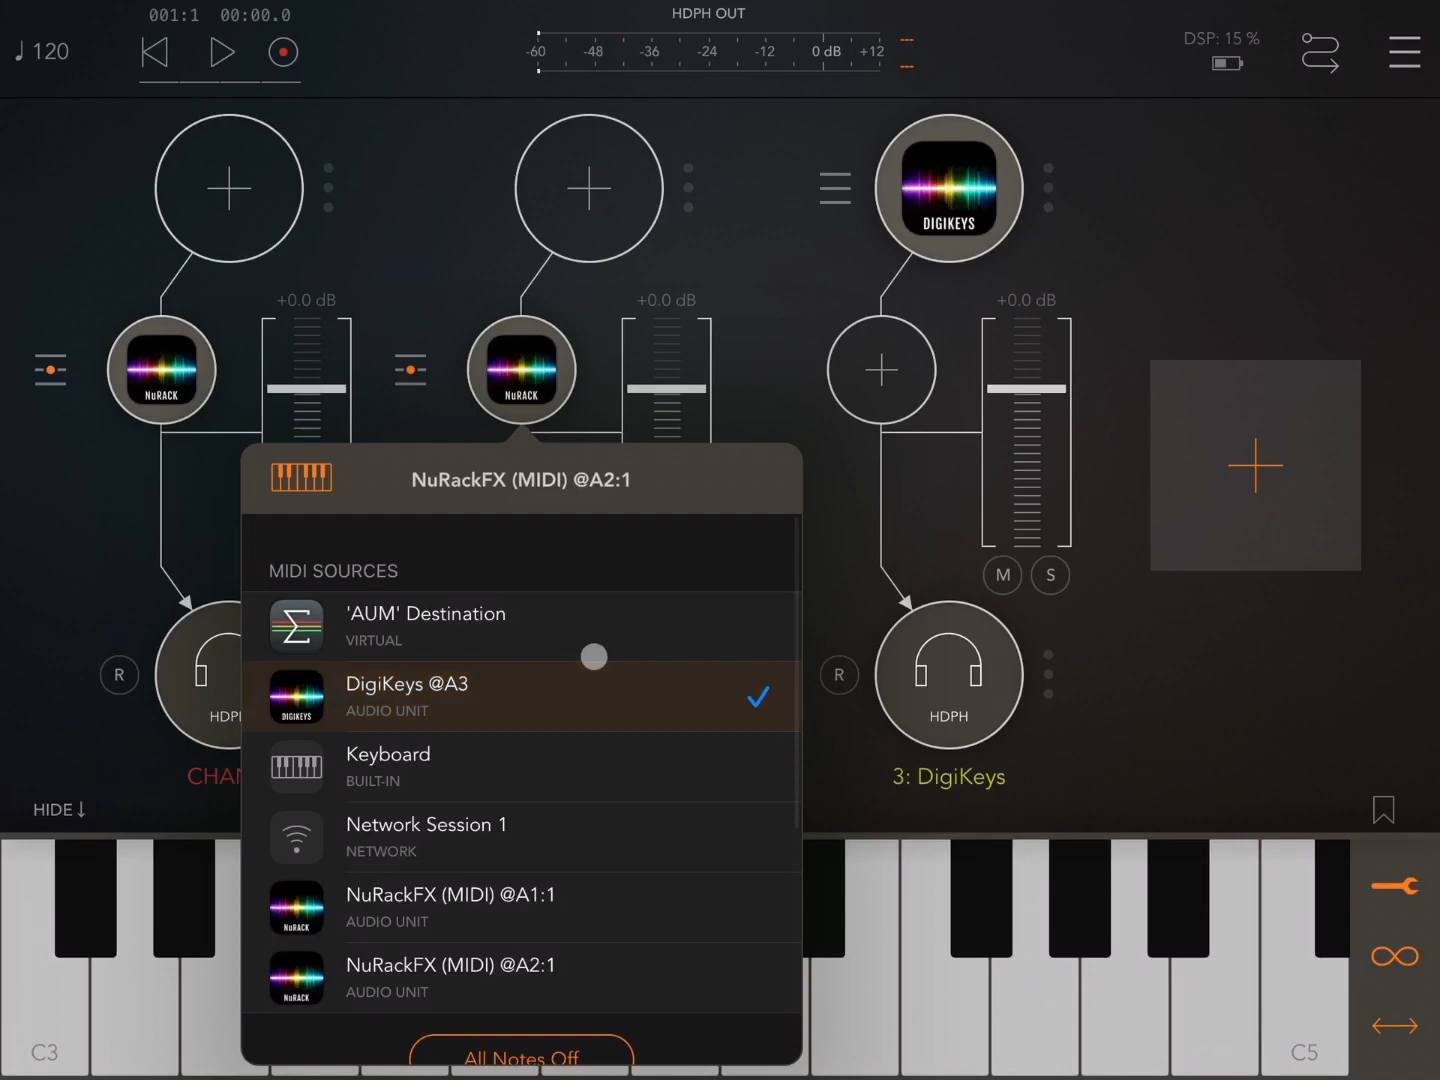 001:1 00:00.0
HDPH OUT
120
-60 -48 -36 -24 -12 0 dB +12
DSP: 15 %
DIGIKEYS
+0.0 dB
+0.0 dB
+0.0 dB
NuRACK
NuRACK
NuRackFX (MIDI) @A2:1
MIDI SOURCES
'AUM' Destination
VIRTUAL
DigiKeys @A3
AUDIO UNIT
DIGIKEYS
Keyboard
BUILT-IN
Network Session 1
NETWORK
NuRackFX (MIDI) @A1:1
AUDIO UNIT
NuRACK
NuRackFX (MIDI) @A2:1
AUDIO UNIT
NuRACK
All Notes Off
M S
R
R
HDPH
3: DigiKeys
HIDE
C3
C5